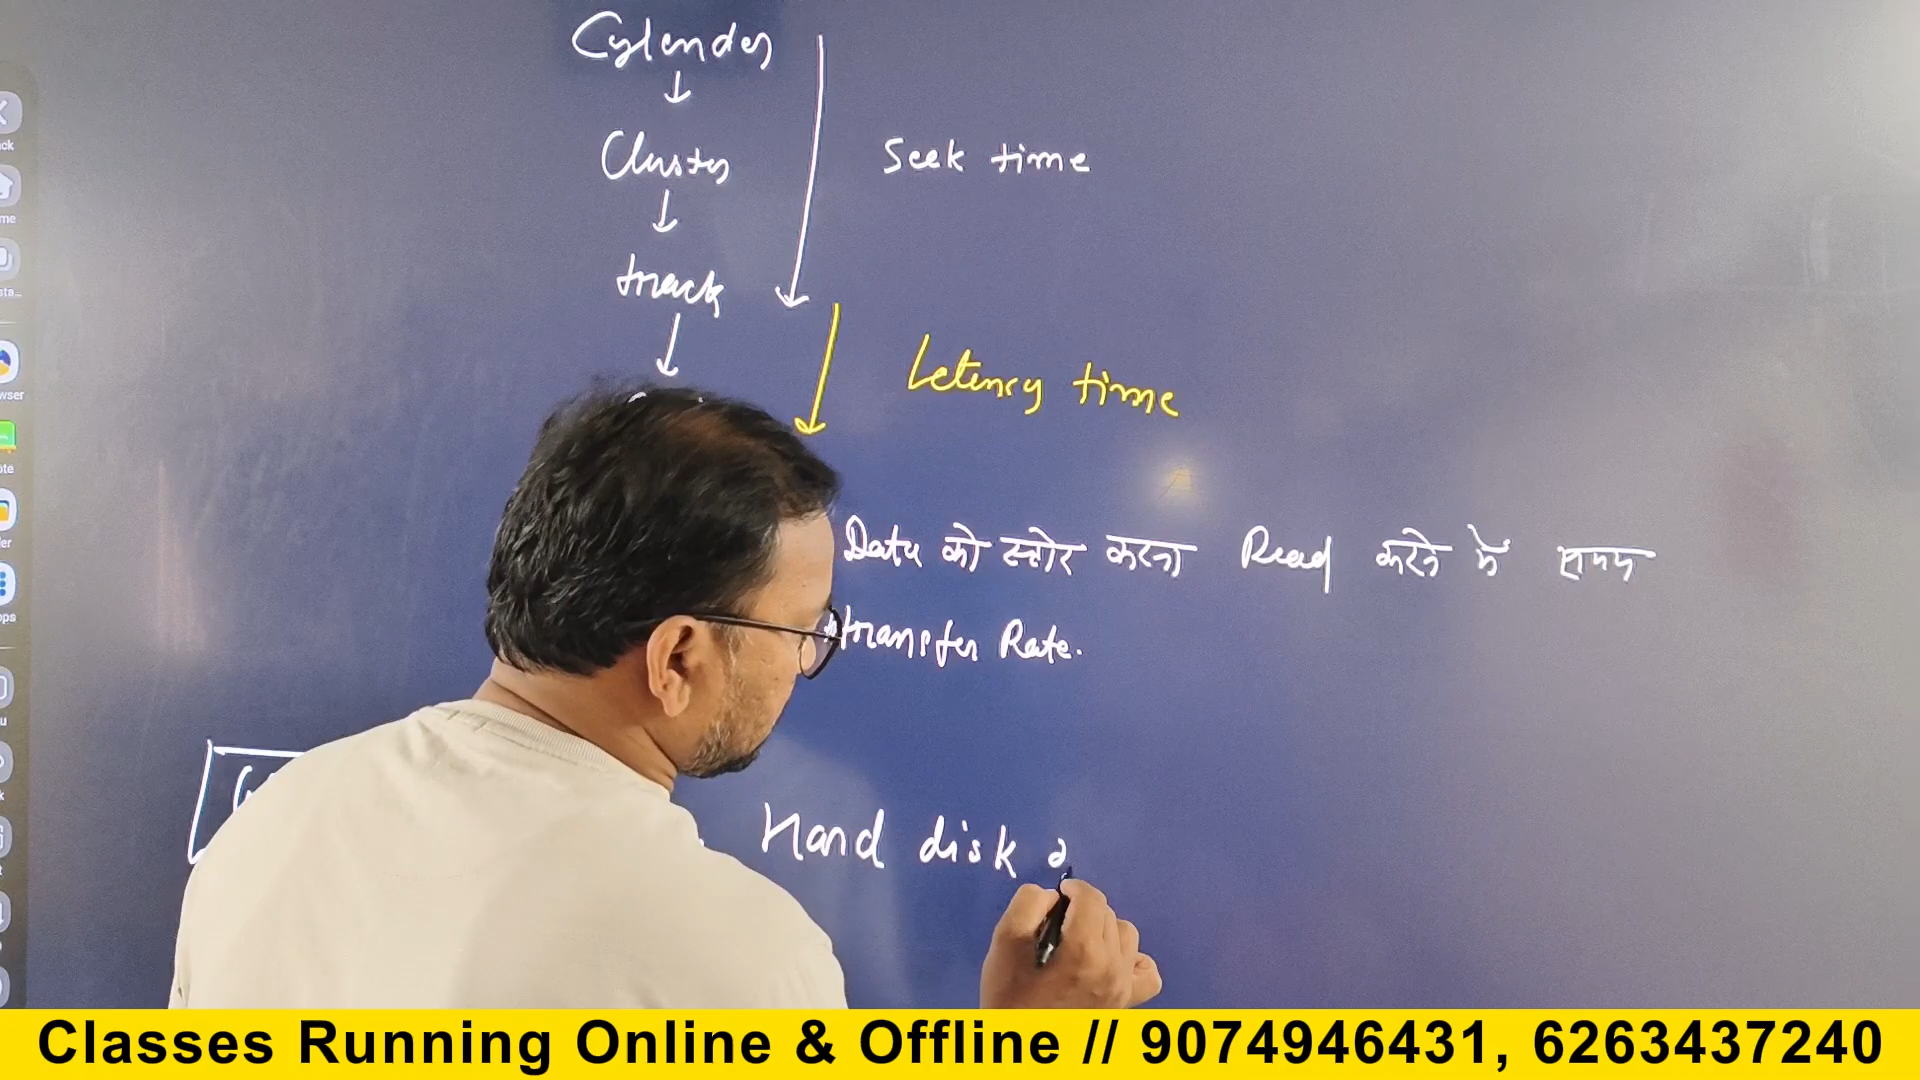 Cylender
↓
Cluster
↓
track
↓
Seek time
Letency time
Data को स्टोर करना Read करने में समय
transfer Rate.
Hard disk
Classes Running Online & Offline // 9074946431, 6263437240